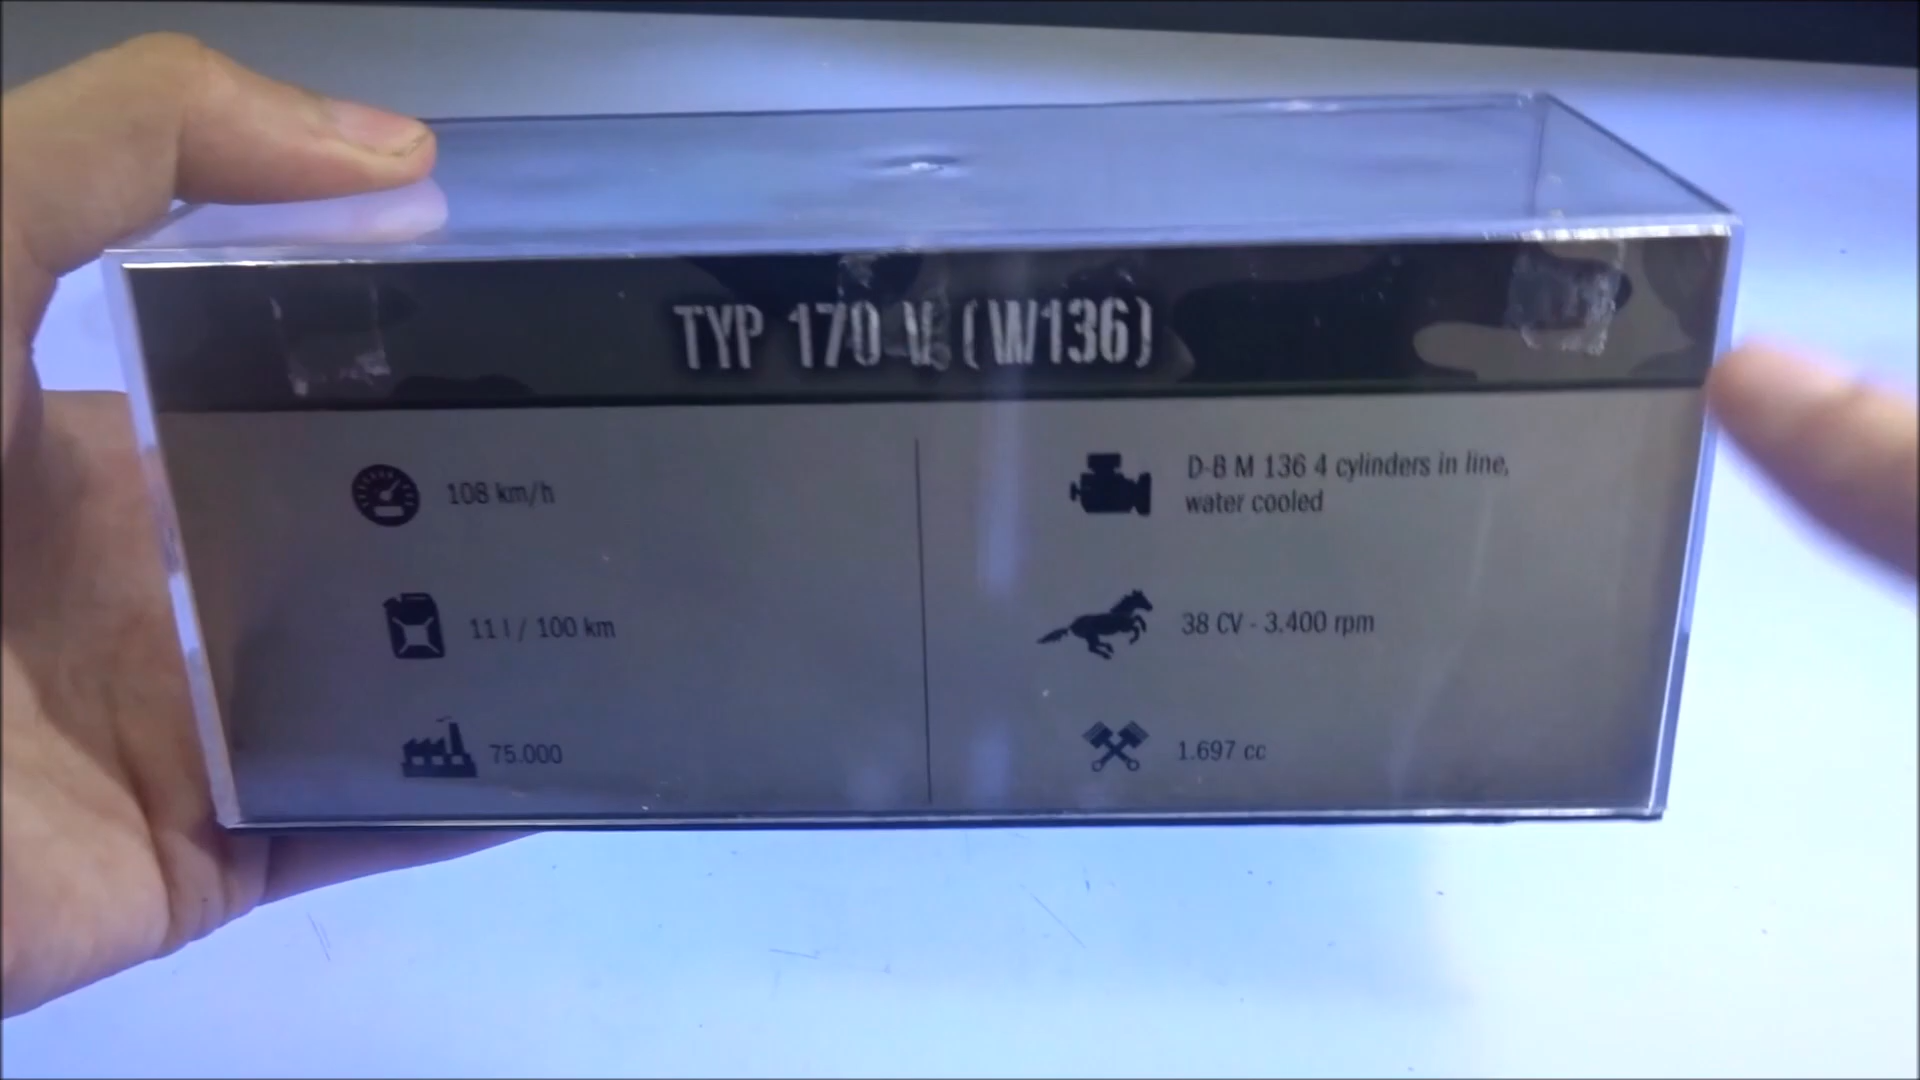 TYP 170 V (W136)
108 km/h
11 l / 100 km
75.000
D-B M 136 4 cylinders in line,
water cooled
38 CV - 3.400 rpm
1.697 cc